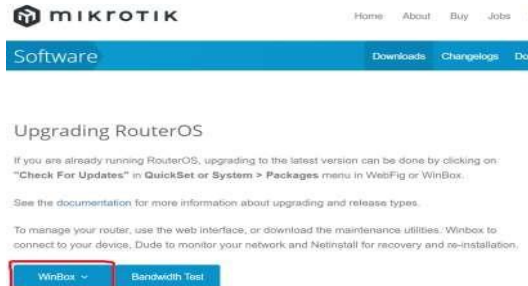 mikrotik
Home About Buy Jobs
Software
Downloads Changelogs Do
Upgrading RouterOS
If you are already running RouterOS, upgrading to the latest version can be done by clicking on
"Check For Updates" in QuickSet or System > Packages menu in WebFig or WinBox.
See the documentation for more information about upgrading and release types.
To manage your router, use the web interface, or download the maintenance utilities. Winbox to
connect to your device, Dude to monitor your network and Netinstall for recovery and re-installation.
WinBox Bandwidth Test